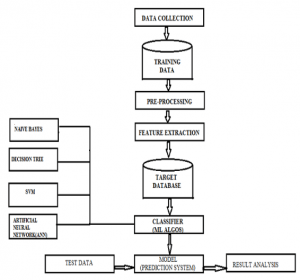 DATA COLLECTION
TRAINING
DATA
PRE-PROCESSING
FEATURE EXTRACTION
TARGET
DATABASE
NAIVE BAYES
DECISION TREE
SVM
ARTIFICIAL
NEURAL
NETWORK(ANN)
CLASSIFIER
(ML ALGOS)
TEST DATA
MODEL
(PREDICTION SYSTEM)
RESULT ANALYSIS